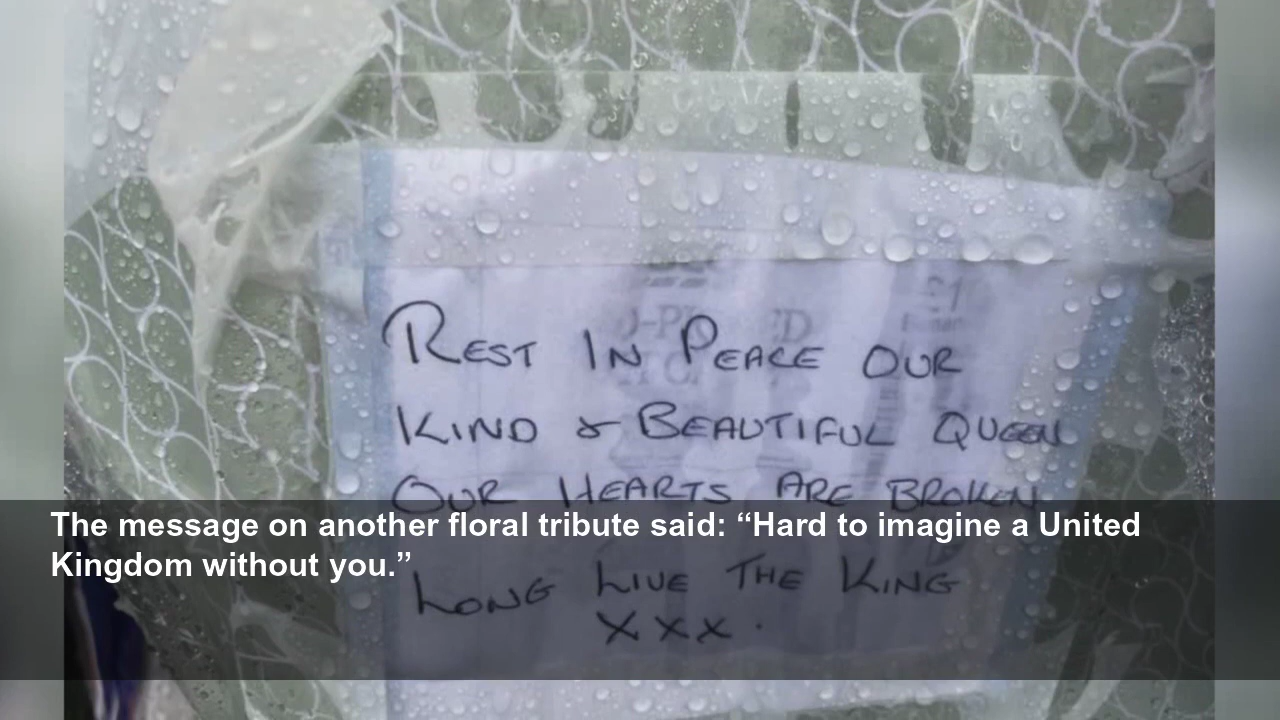 REST IN PEACE OUR
KIND & BEAUTIFUL QUEEN
OUR HEARTS ARE BROKEN
The message on another floral tribute said: “Hard to imagine a United
Kingdom without you.”
LONG LIVE THE KING
XXX.